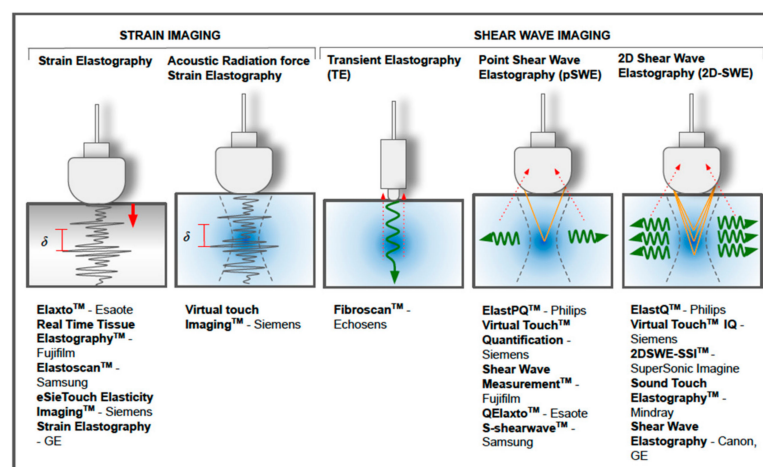 STRAIN IMAGING
SHEAR WAVE IMAGING
Strain Elastography
Acoustic Radiation force
Strain Elastography
Transient Elastography
(TE)
Point Shear Wave
Elastography (pSWE)
2D Shear Wave
Elastography (2D-SWE)
δ
δ
Elaxto™ - Esaote
Real Time Tissue
Elastography™ -
Fujifilm
Elastoscan™ -
Samsung
eSieTouch Elasticity
Imaging™ - Siemens
Strain Elastography
- GE
Virtual touch
Imaging™ - Siemens
Fibroscan™ -
Echosens
ElastPQ™ - Philips
Virtual Touch™
Quantification -
Siemens
Shear Wave
Measurement™ -
Fujifilm
QElaxto™ - Esaote
S-shearwave™ -
Samsung
ElastQ™ - Philips
Virtual Touch™ IQ -
Siemens
2DSWE-SSI™ -
SuperSonic Imagine
Sound Touch
Elastography™ -
Mindray
Shear Wave
Elastography - Canon,
GE